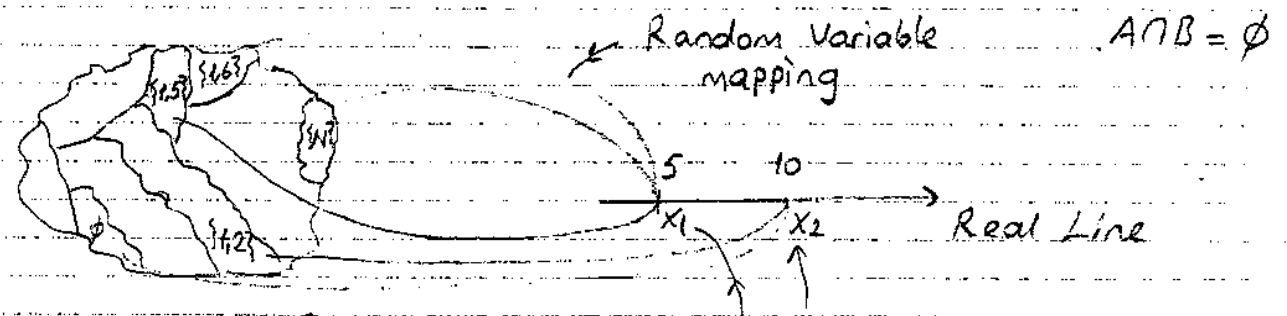 Random Variable
mapping
A∩B = ϕ
{1,5}
{1,6}
{N}
5
10
x1
x2
Real Line
ϕ
{1,2}